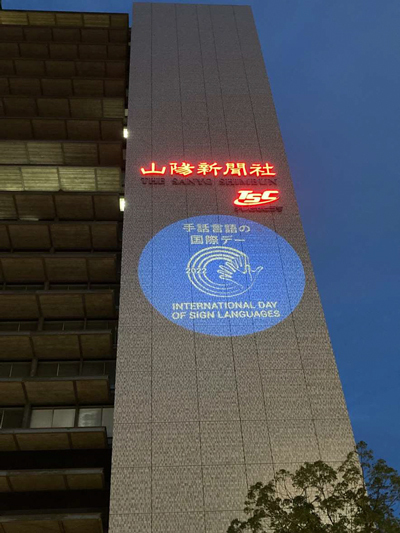 山陽新聞社
THE SANYO SHIMBUN
TSC
手話言語の
国際デー
INTERNATIONAL DAY
OF SIGN LANGUAGES